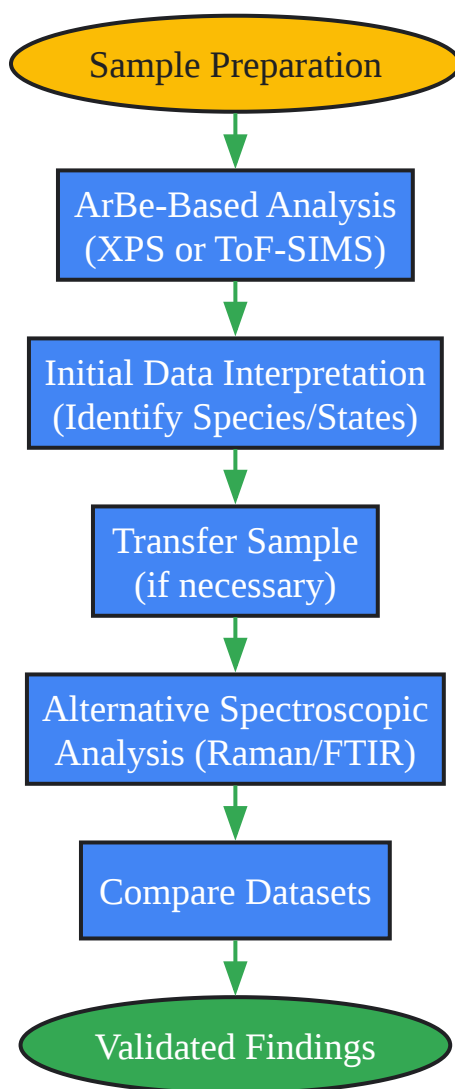 Sample Preparation
ArBe-Based Analysis
(XPS or ToF-SIMS)
Initial Data Interpretation
(Identify Species/States)
Transfer Sample
(if necessary)
Alternative Spectroscopic
Analysis (Raman/FTIR)
Compare Datasets
Validated Findings